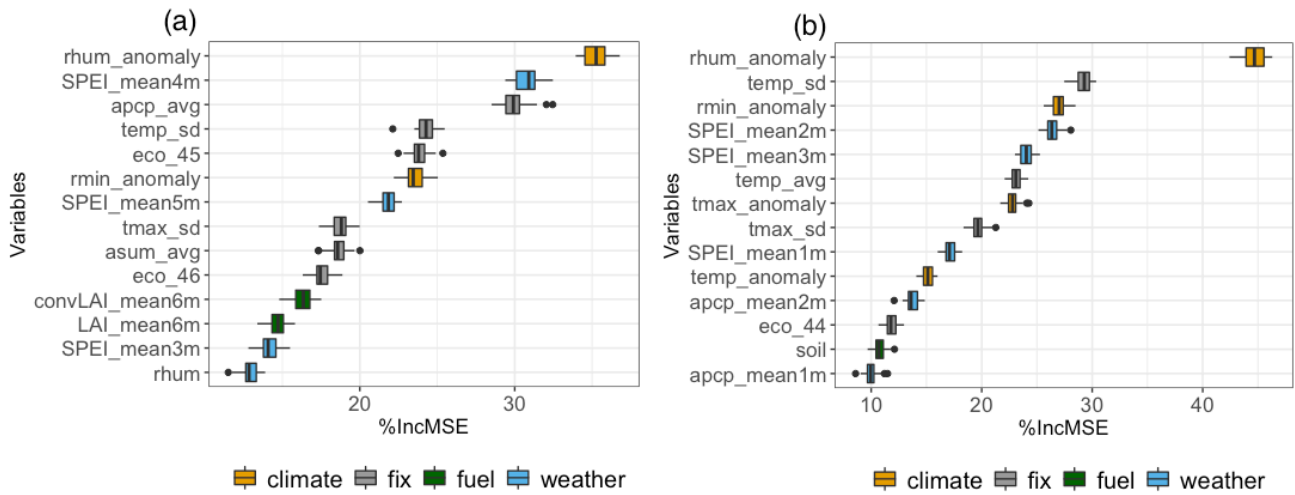 (a)
Variables
rhum_anomaly
SPEI_mean4m
apcp_avg
temp_sd
eco_45
rmin_anomaly
SPEI_mean5m
tmax_sd
asum_avg
eco_46
convLAI_mean6m
LAI_mean6m
SPEI_mean3m
rhum
20 30
%IncMSE
climate fix fuel weather
(b)
Variables
rhum_anomaly
temp_sd
rmin_anomaly
SPEI_mean2m
SPEI_mean3m
temp_avg
tmax_anomaly
tmax_sd
SPEI_mean1m
temp_anomaly
apcp_mean2m
eco_44
soil
apcp_mean1m
10 20 30 40
%IncMSE
climate fix fuel weather